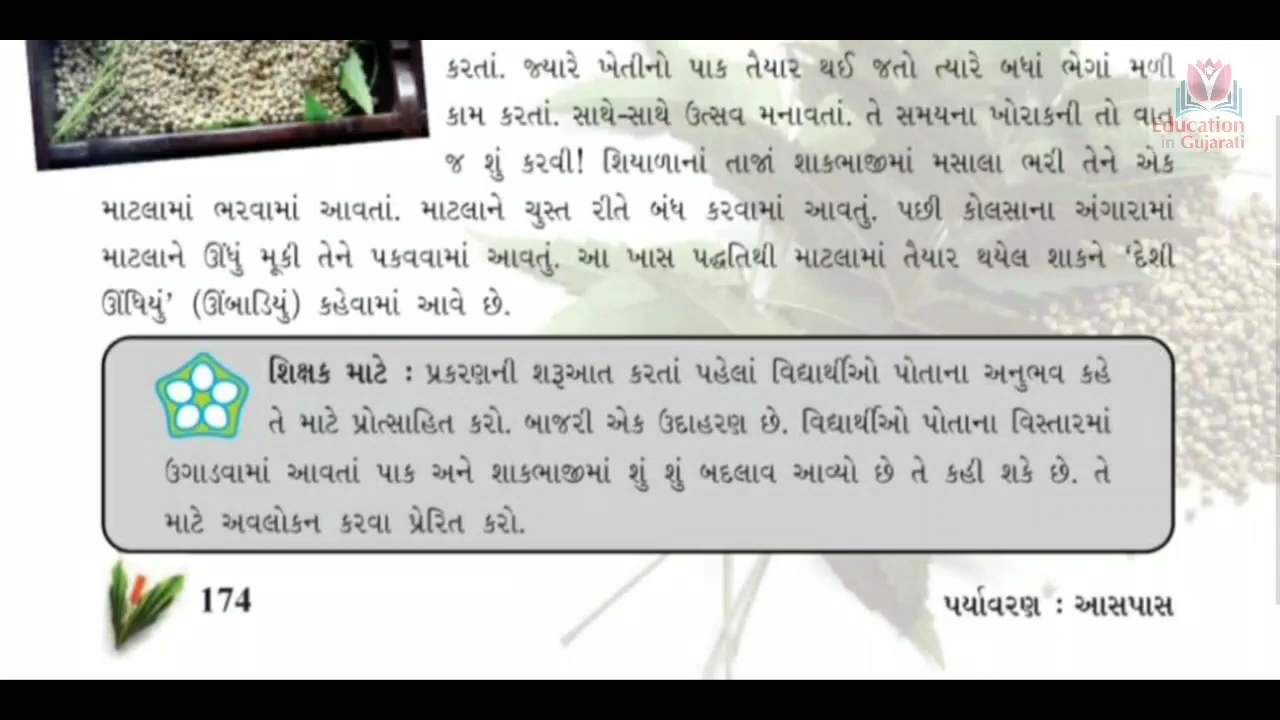 કરતાં. જ્યારે ખેતીનો પાક તૈયાર થઈ જતો ત્યારે બધાં ભેગાં મળી
કામ કરતાં. સાથે-સાથે ઉત્સવ મનાવતાં. તે સમયના ખોરાકની તો વાત
Education
in Gujarati
જ શું કરવી! શિયાળાનાં તાજાં શાકભાજીમાં મસાલા ભરી તેને એક
માટલામાં ભરવામાં આવતાં. માટલાને ચુસ્ત રીતે બંધ કરવામાં આવતું. પછી કોલસાના અંગારામાં
માટલાને ઊંધું મૂકી તેને પકવવામાં આવતું. આ ખાસ પદ્ધતિથી માટલામાં તૈયાર થયેલ શાકને ‘દેશી
ઊંધિયું’ (ઊંબાડિયું) કહેવામાં આવે છે.
શિક્ષક માટે : પ્રકરણની શરૂઆત કરતાં પહેલાં વિદ્યાર્થીઓ પોતાના અનુભવ કહે
તે માટે પ્રોત્સાહિત કરો. બાજરી એક ઉદાહરણ છે. વિદ્યાર્થીઓ પોતાના વિસ્તારમાં
ઉગાડવામાં આવતાં પાક અને શાકભાજીમાં શું શું બદલાવ આવ્યો છે તે કહી શકે છે. તે
માટે અવલોકન કરવા પ્રેરિત કરો.
174
પર્યાવરણ : આસપાસ